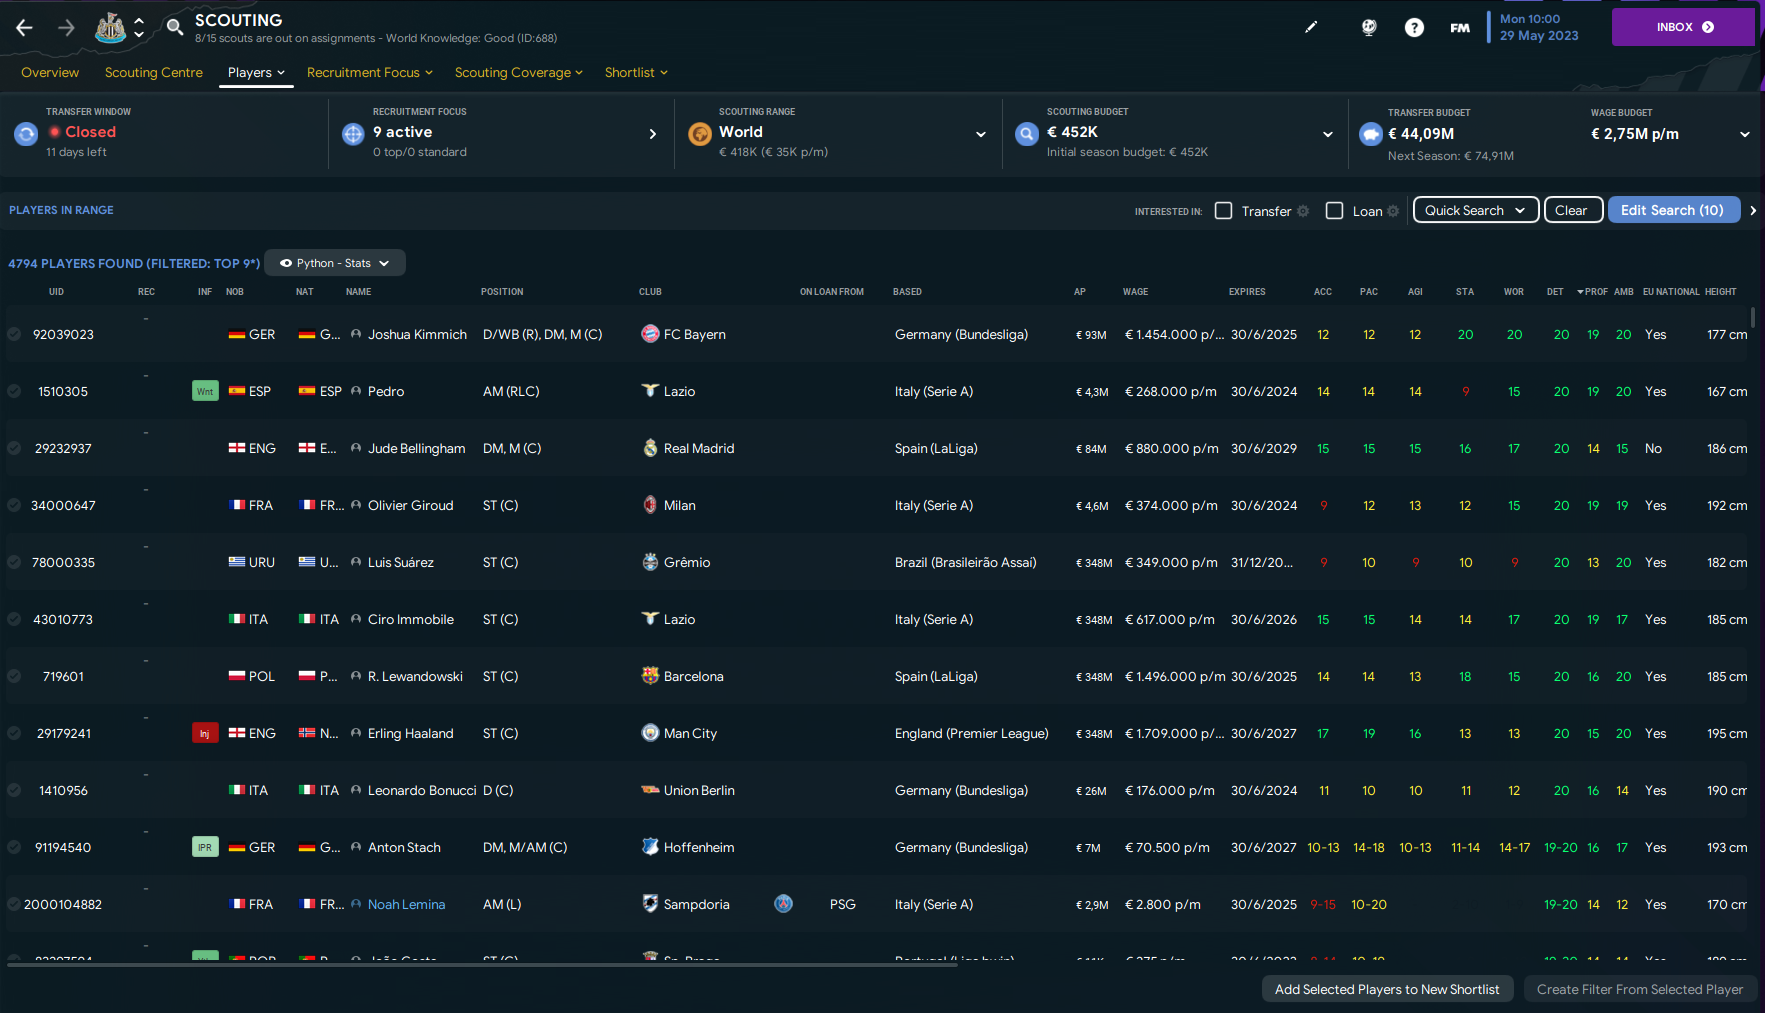 SCOUTING
8/15 scouts are out on assignments - World Knowledge: Good (ID:688)
FM
Mon 10:00
29 May 2023
INBOX
Overview Scouting Centre Players Recruitment Focus Scouting Coverage Shortlist
TRANSFER WINDOW
Closed
11 days left
RECRUITMENT FOCUS
9 active
0 top/0 standard
SCOUTING RANGE
World
€ 418K (€ 35K p/m)
SCOUTING BUDGET
€ 452K
Initial season budget: € 452K
TRANSFER BUDGET
€ 44,09M
Next Season: € 74,91M
WAGE BUDGET
€ 2,75M p/m
PLAYERS IN RANGE
INTERESTED IN: Transfer Loan Quick Search Clear Edit Search (10)
4794 PLAYERS FOUND (FILTERED: TOP 9*) Python - Stats
UID REC INF NOB NAT NAME POSITION CLUB ON LOAN FROM BASED AP WAGE EXPIRES ACC PAC AGI STA WOR DET PROF AMB EU NATIONAL HEIGHT
92039023 - GER G... Joshua Kimmich D/WB (R), DM, M (C) FC Bayern Germany (Bundesliga) € 93M € 1.454.000 p/... 30/6/2025 12 12 12 20 20 20 19 20 Yes 177 cm
1510305 - Wnt ESP ESP Pedro AM (RLC) Lazio Italy (Serie A) € 4,3M € 268.000 p/m 30/6/2024 14 14 14 9 15 20 19 20 Yes 167 cm
29232937 - ENG E... Jude Bellingham DM, M (C) Real Madrid Spain (LaLiga) € 84M € 880.000 p/m 30/6/2029 15 15 15 16 17 20 14 15 No 186 cm
34000647 - FRA FR... Olivier Giroud ST (C) Milan Italy (Serie A) € 4,6M € 374.000 p/m 30/6/2024 9 12 13 12 15 20 19 19 Yes 192 cm
78000335 - URU U... Luis Suárez ST (C) Grêmio Brazil (Brasileirão Assai) € 348M € 349.000 p/m 31/12/20... 9 10 9 10 9 20 13 20 Yes 182 cm
43010773 - ITA ITA Ciro Immobile ST (C) Lazio Italy (Serie A) € 348M € 617.000 p/m 30/6/2026 15 15 14 14 17 20 19 17 Yes 185 cm
719601 - POL P... R. Lewandowski ST (C) Barcelona Spain (LaLiga) € 348M € 1.496.000 p/m 30/6/2025 14 14 13 18 15 20 16 20 Yes 185 cm
29179241 - Inj ENG N... Erling Haaland ST (C) Man City England (Premier League) € 348M € 1.709.000 p/... 30/6/2027 17 19 16 13 13 20 15 20 Yes 195 cm
1410956 - ITA ITA Leonardo Bonucci D (C) Union Berlin Germany (Bundesliga) € 26M € 176.000 p/m 30/6/2024 11 10 10 11 12 20 16 14 Yes 190 cm
91194540 - IPR GER G... Anton Stach DM, M/AM (C) Hoffenheim Germany (Bundesliga) € 7M € 70.500 p/m 30/6/2027 10-13 14-18 10-13 11-14 14-17 19-20 16 17 Yes 193 cm
2000104882 - FRA FR... Noah Lemina AM (L) Sampdoria PSG Italy (Serie A) € 2,9M € 2.800 p/m 30/6/2025 9-15 10-20 19-20 14 12 Yes 170 cm
Add Selected Players to New Shortlist Create Filter From Selected Player